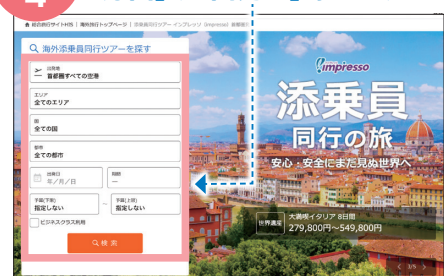 4
総合旅行サイトHIS | 海外旅行トップページ | 添乗員同行ツアー インプレッソ (impresso) 首都圏
海外添乗員同行ツアーを探す
出発地
首都圏すべての空港
エリア
全てのエリア
国
全ての国
都市
全ての都市
出発日
年／月／日
期間
—
予算(下限)
指定しない
～
予算(上限)
指定しない
ビジネスクラス利用
検索
impresso
添乗員
同行の旅
安心・安全にまだ見ぬ世界へ
世界遺産
大満喫イタリア 8日間
279,800円～549,800円
1/5